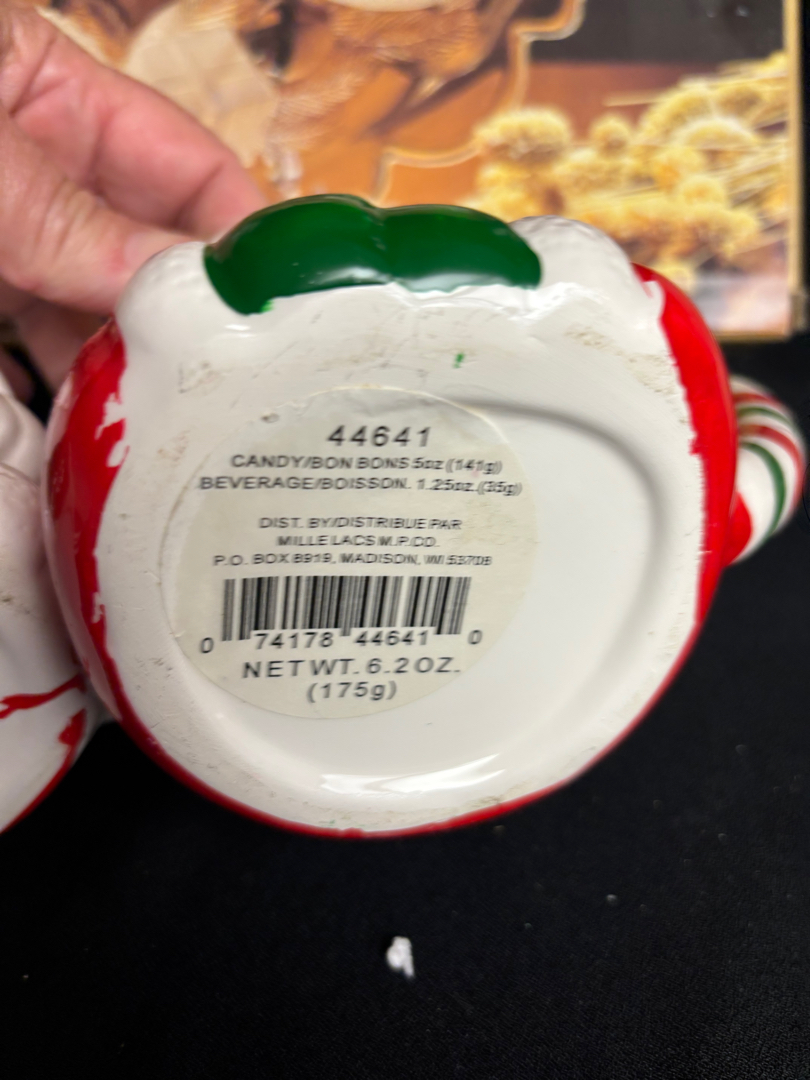 44641
CANDY/BON BONS 5oz (141g)
BEVERAGE/BOISSON. 1.25oz.(35g)
DIST. BY/DISTRIBUE PAR
MILLE LACS M.P.CO.
P.O. BOX 8919, MADISON, WI 53708
0 74178 44641 0
NET WT. 6.2 OZ.
(175g)